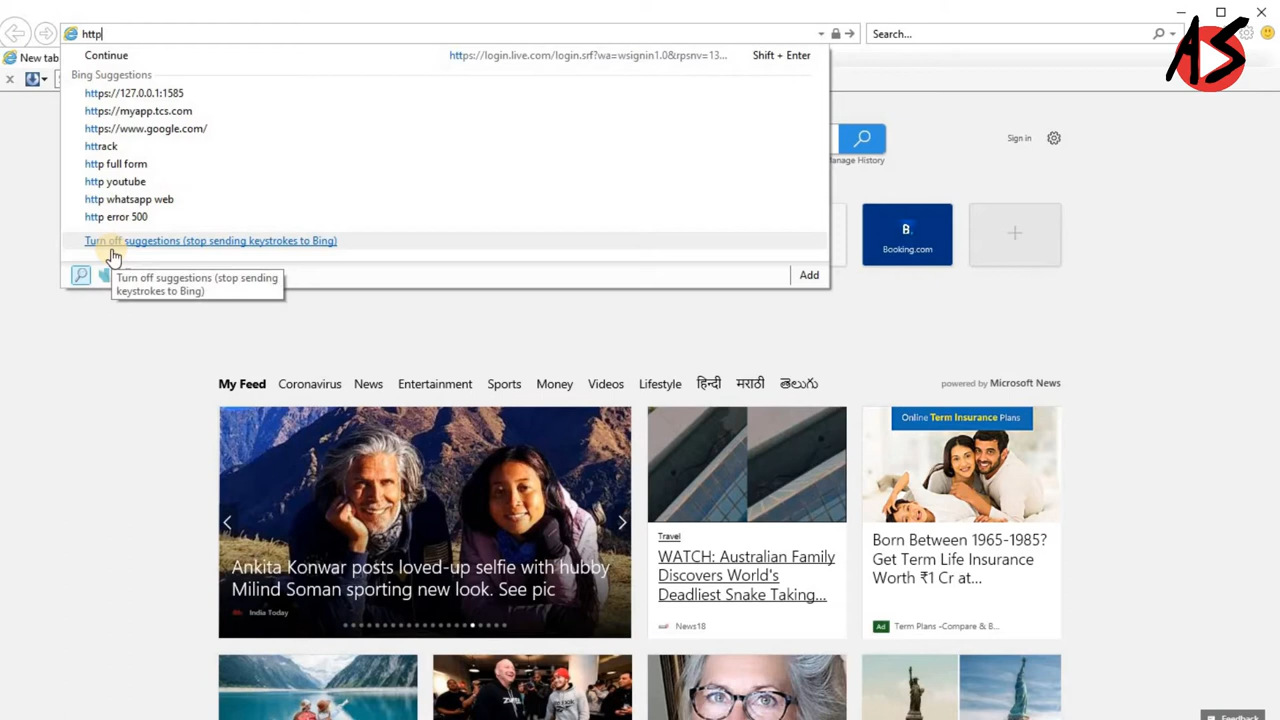 http
Search...
AS
New tab
Continue
https://login.live.com/login.srf?wa=wsignin1.0&rpsnv=13...
Shift + Enter
Bing Suggestions
https://127.0.0.1:1585
https://myapp.tcs.com
https://www.google.com/
httrack
http full form
http youtube
http whatsapp web
http error 500
Turn off suggestions (stop sending keystrokes to Bing)
Turn off suggestions (stop sending
keystrokes to Bing)
Add
Sign in
Manage History
B.
Booking.com
My Feed
Coronavirus
News
Entertainment
Sports
Money
Videos
Lifestyle
हिन्दी
मराठी
తెలుగు
powered by Microsoft News
Ankita Konwar posts loved-up selfie with hubby
Milind Soman sporting new look. See pic
India Today
Travel
WATCH: Australian Family
Discovers World's
Deadliest Snake Taking...
News18
Online Term Insurance Plans
Born Between 1965-1985?
Get Term Life Insurance
Worth ₹1 Cr at...
Ad
Term Plans -Compare & B...
Feedback